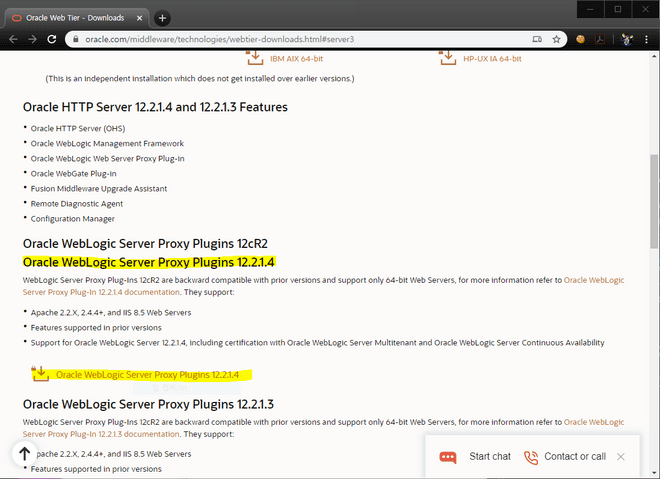 Oracle Web Tier - Downloads
oracle.com/middleware/technologies/webtier-downloads.html#server3
IBM AIX 64-bit
HP-UX IA 64-bit
(This is an independent installation which does not get installed over earlier versions.)
Oracle HTTP Server 12.2.1.4 and 12.2.1.3 Features
• Oracle HTTP Server (OHS)
• Oracle WebLogic Management Framework
• Oracle WebLogic Web Server Proxy Plug-In
• Oracle WebGate Plug-in
• Fusion Middleware Upgrade Assistant
• Remote Diagnostic Agent
• Configuration Manager
Oracle WebLogic Server Proxy Plugins 12cR2
Oracle WebLogic Server Proxy Plugins 12.2.1.4
WebLogic Server Proxy Plug-Ins 12cR2 are backward compatible with prior versions and support only 64-bit Web Servers, for more information refer to Oracle WebLogic
Server Proxy Plug-In 12.2.1.4 documentation. They support:
• Apache 2.2.X, 2.4.4+, and IIS 8.5 Web Servers
• Features supported in prior versions
• Support for Oracle WebLogic Server 12.2.1.4, including certification with Oracle WebLogic Server Multitenant and Oracle WebLogic Server Continuous Availability
Oracle WebLogic Server Proxy Plugins 12.2.1.4
Oracle WebLogic Server Proxy Plugins 12.2.1.3
WebLogic Server Proxy Plug-Ins 12cR2 are backward compatible with prior versions and support only 64-bit Web Servers, for more information refer to Oracle WebLogic
Server Proxy Plug-In 12.2.1.3 documentation. They support:
Apache 2.2.X, 2.4.4+, and IIS 8.5 Web Servers
• Features supported in prior versions
Start chat
Contact or call